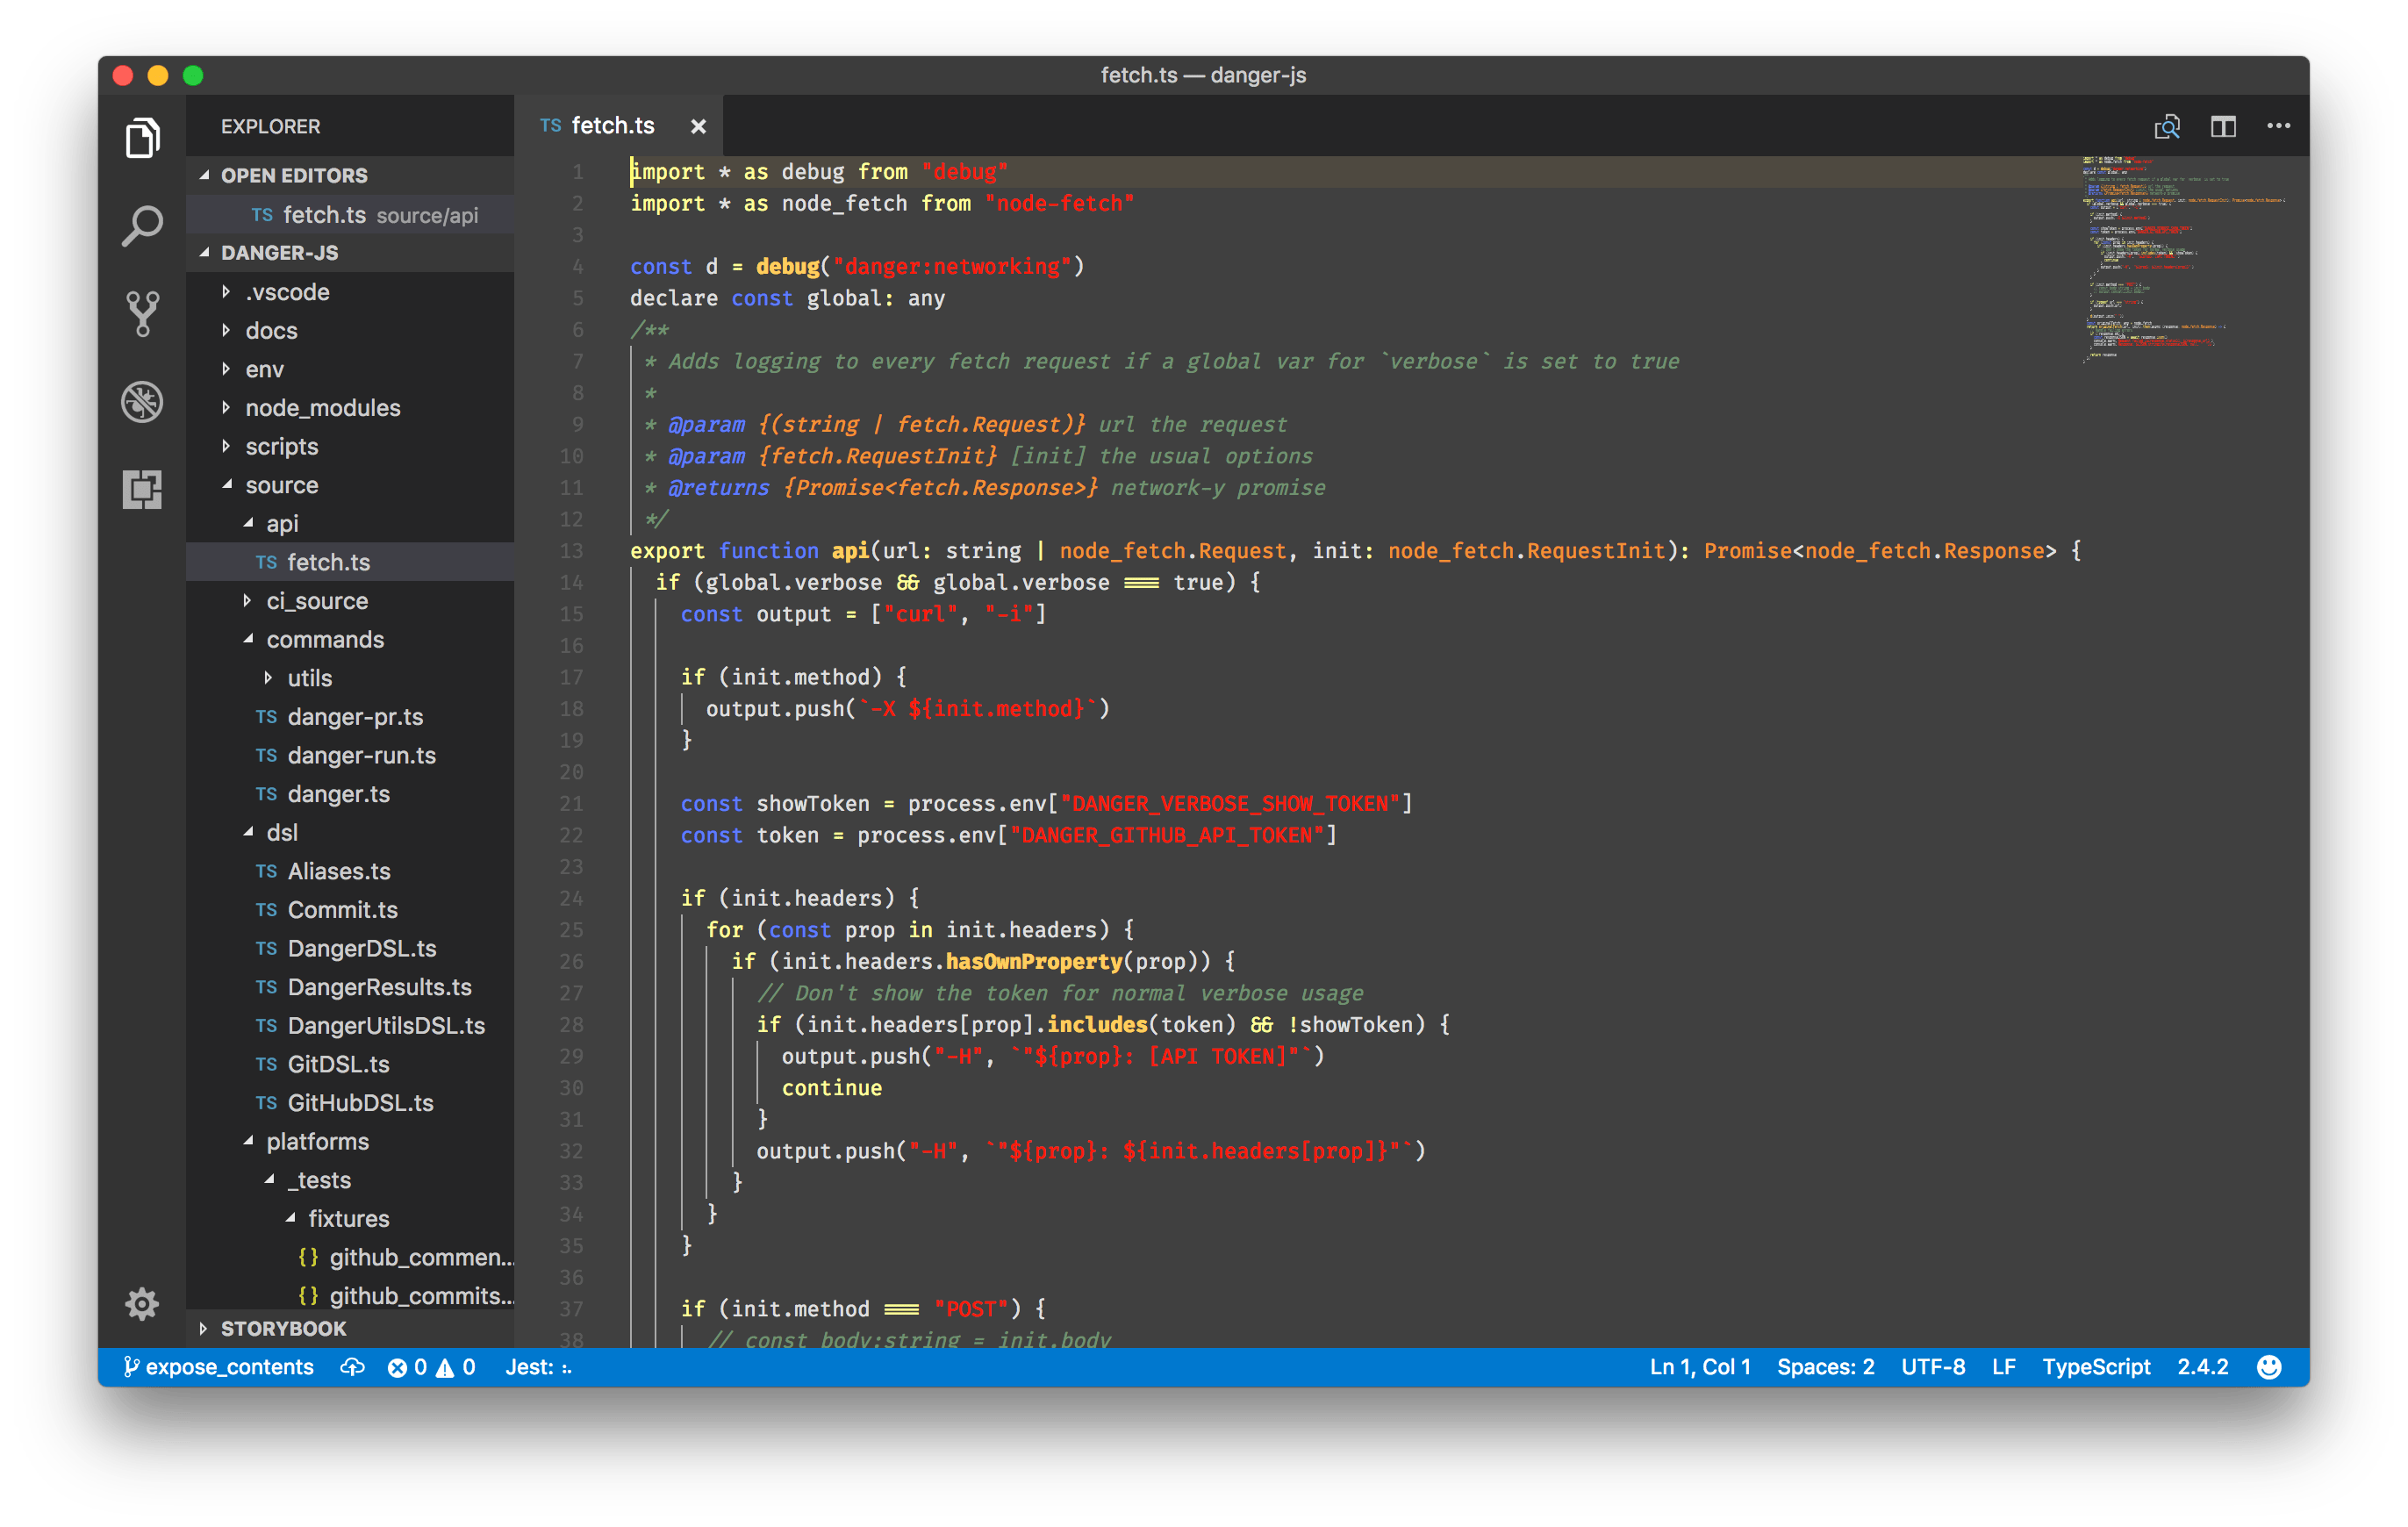 fetch.ts — danger-js
EXPLORER
OPEN EDITORS
TS fetch.ts source/api
DANGER-JS
.vscode
docs
env
node_modules
scripts
source
api
TS fetch.ts
ci_source
commands
utils
TS danger-pr.ts
TS danger-run.ts
TS danger.ts
dsl
TS Aliases.ts
TS Commit.ts
TS DangerDSL.ts
TS DangerResults.ts
TS DangerUtilsDSL.ts
TS GitDSL.ts
TS GitHubDSL.ts
platforms
_tests
fixtures
{} github_commen...
{} github_commits...
STORYBOOK
TS fetch.ts ×
1 import * as debug from "debug"
2 import * as node_fetch from "node-fetch"
3
4 const d = debug("danger:networking")
5 declare const global: any
6 /**
7 * Adds logging to every fetch request if a global var for `verbose` is set to true
8 *
9 * @param {(string | fetch.Request)} url the request
10 * @param {fetch.RequestInit} [init] the usual options
11 * @returns {Promise<fetch.Response>} network-y promise
12 */
13 export function api(url: string | node_fetch.Request, init: node_fetch.RequestInit): Promise<node_fetch.Response> {
14 if (global.verbose && global.verbose === true) {
15 const output = ["curl", "-i"]
16
17 if (init.method) {
18 output.push(`-X ${init.method}`)
19 }
20
21 const showToken = process.env["DANGER_VERBOSE_SHOW_TOKEN"]
22 const token = process.env["DANGER_GITHUB_API_TOKEN"]
23
24 if (init.headers) {
25 for (const prop in init.headers) {
26 if (init.headers.hasOwnProperty(prop)) {
27 // Don't show the token for normal verbose usage
28 if (init.headers[prop].includes(token) && !showToken) {
29 output.push("-H", `"${prop}: [API TOKEN]"`)
30 continue
31 }
32 output.push("-H", `"${prop}: ${init.headers[prop]}"`)
33 }
34 }
35 }
36
37 if (init.method === "POST") {
38 // const body:string = init.body
expose_contents 0 0 Jest: :.
Ln 1, Col 1 Spaces: 2 UTF-8 LF TypeScript 2.4.2